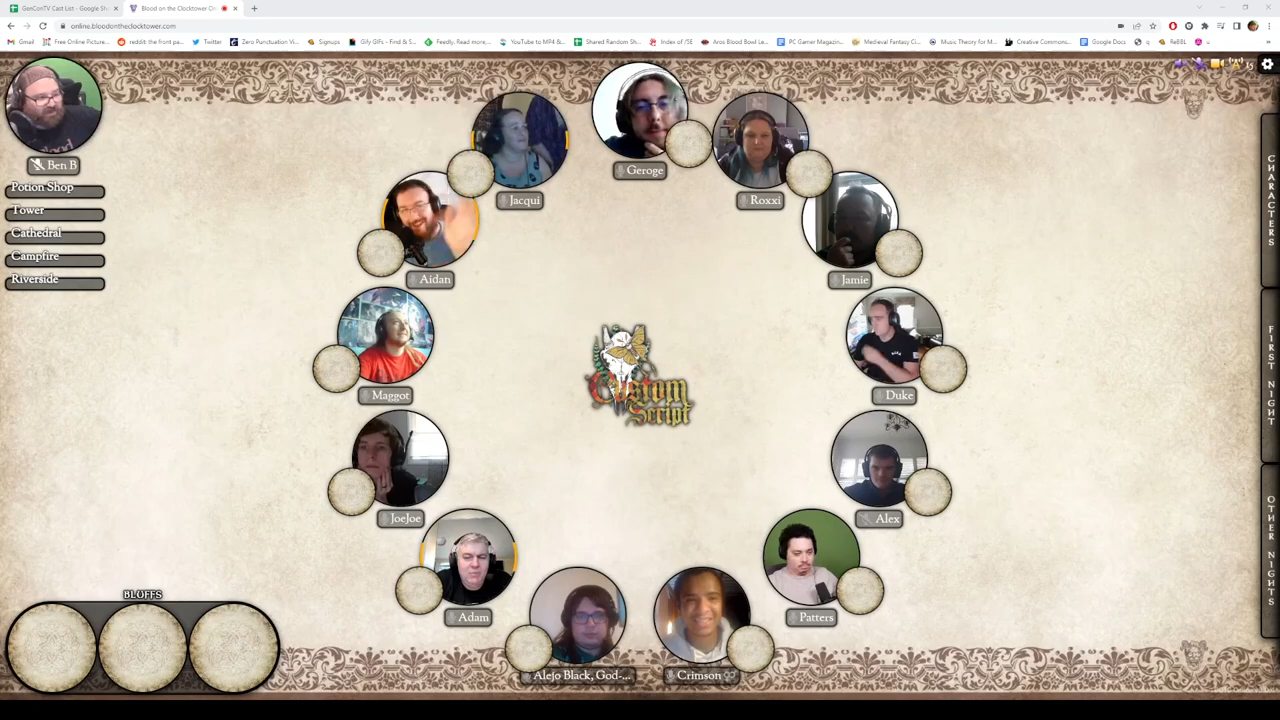 GenConTV Cast List - Google Sh
Blood on the Clocktower On
online.bloodontheclocktower.com
Gmail
Free Online Picture...
reddit: the front pa...
Twitter
Zero Punctuation Vi...
Signups
Gify GIFs - Find & S...
Feedly. Read more,...
YouTube to MP4 &...
Shared Random Sh...
Index of /5E
Aros Blood Bowl Le...
PC Gamer Magazin...
Medieval Fantasy Ci...
Music Theory for M...
Creative Commons...
Google Docs
q
ReBBL
15
Ben B
Potion Shop
Tower
Cathedral
Campfire
Riverside
Geroge
Jacqui
Roxxi
Aidan
Jamie
Maggot
Duke
JoeJoe
Alex
Adam
Patters
Alejo Black, God-...
Crimson
Custom
Script
BLUFFS
CHARACTERS
FIRST NIGHT
OTHER NIGHTS